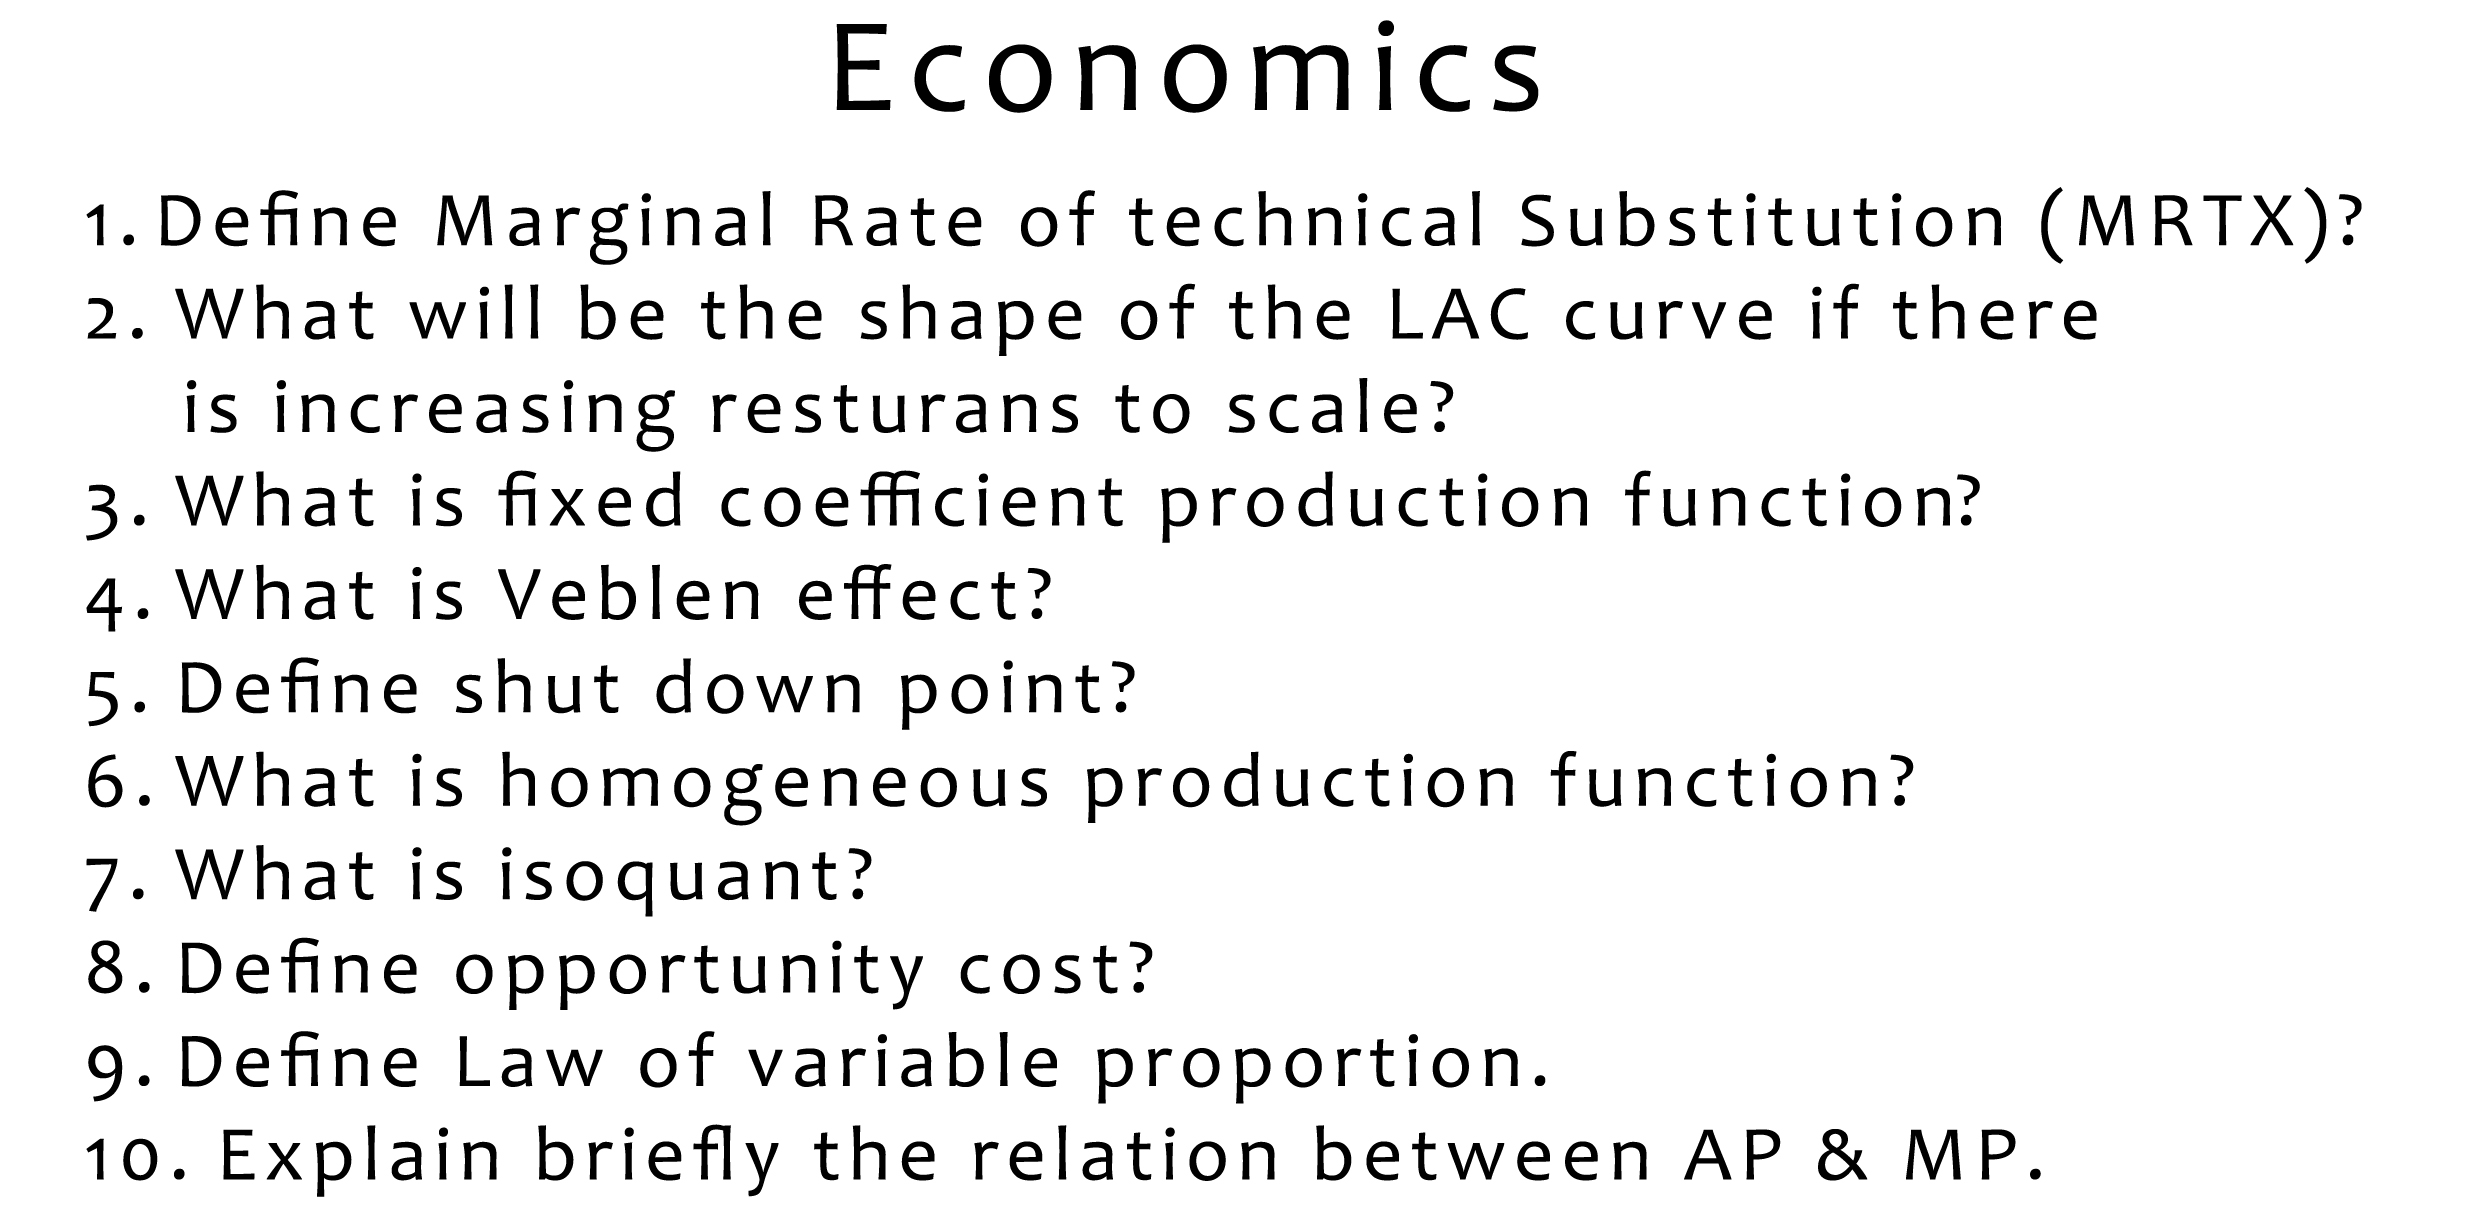 Economics
1. Define Marginal Rate of technical Substitution (MRTX)?
2. What will be the shape of the LAC curve if there
is increasing resturans to scale?
3. What is fixed coefficient production function?
4. What is Veblen effect?
5. Define shut down point?
6. What is homogeneous production function?
7. What is isoquant?
8. Define opportunity cost?
9. Define Law of variable proportion.
10. Explain briefly the relation between AP & MP.